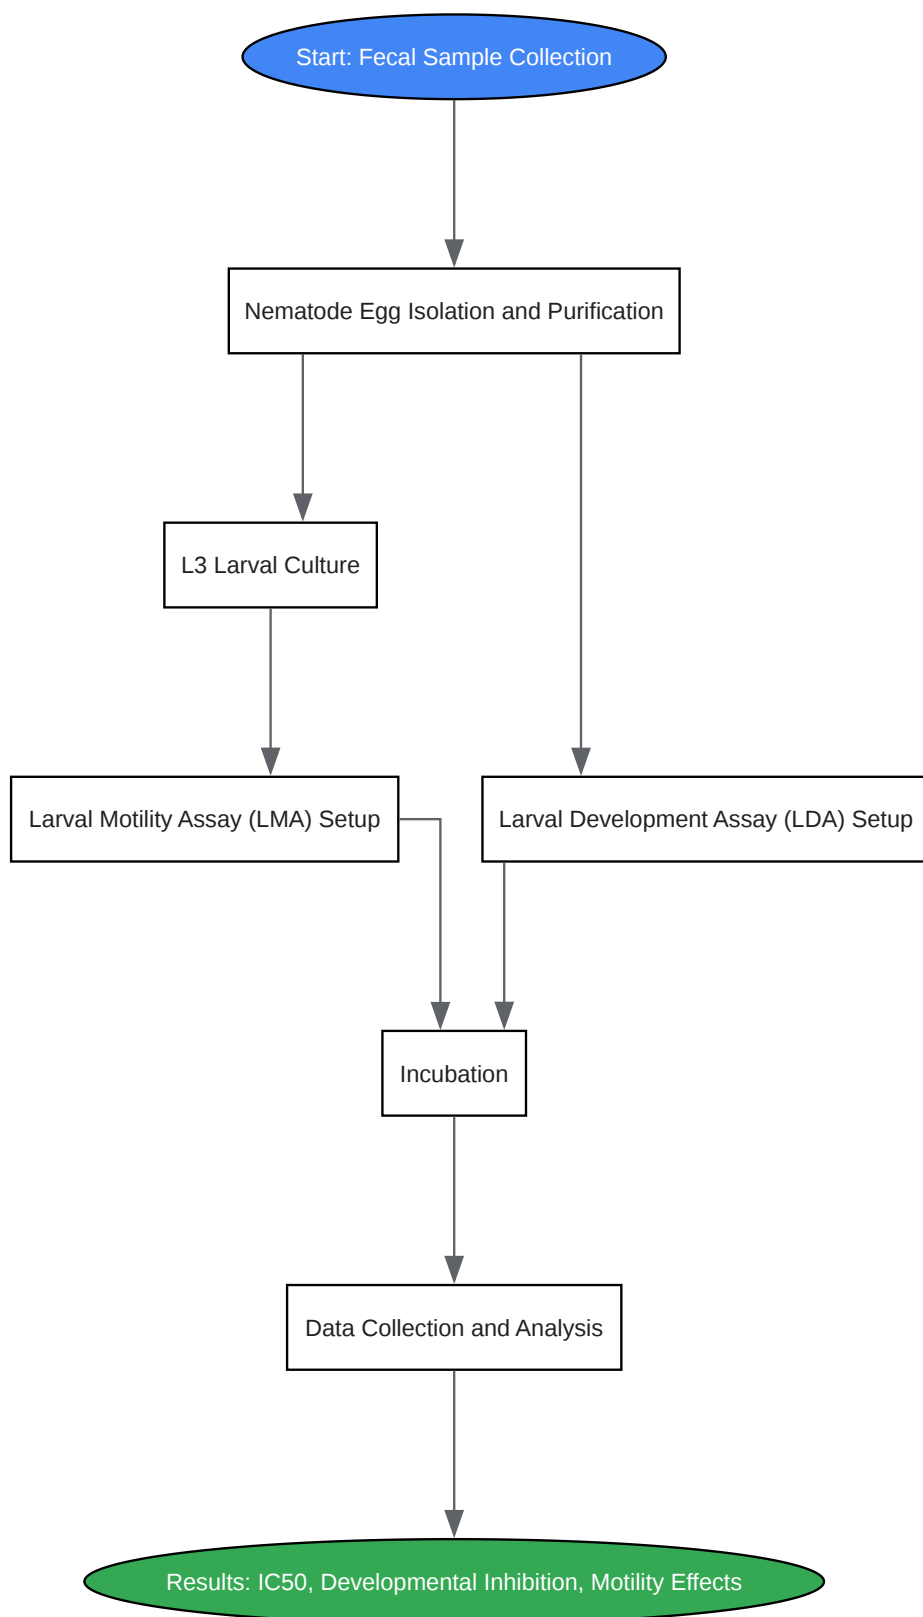 Start: Fecal Sample Collection
Nematode Egg Isolation and Purification
L3 Larval Culture
Larval Motility Assay (LMA) Setup
Larval Development Assay (LDA) Setup
Incubation
Data Collection and Analysis
Results: IC50, Developmental Inhibition, Motility Effects